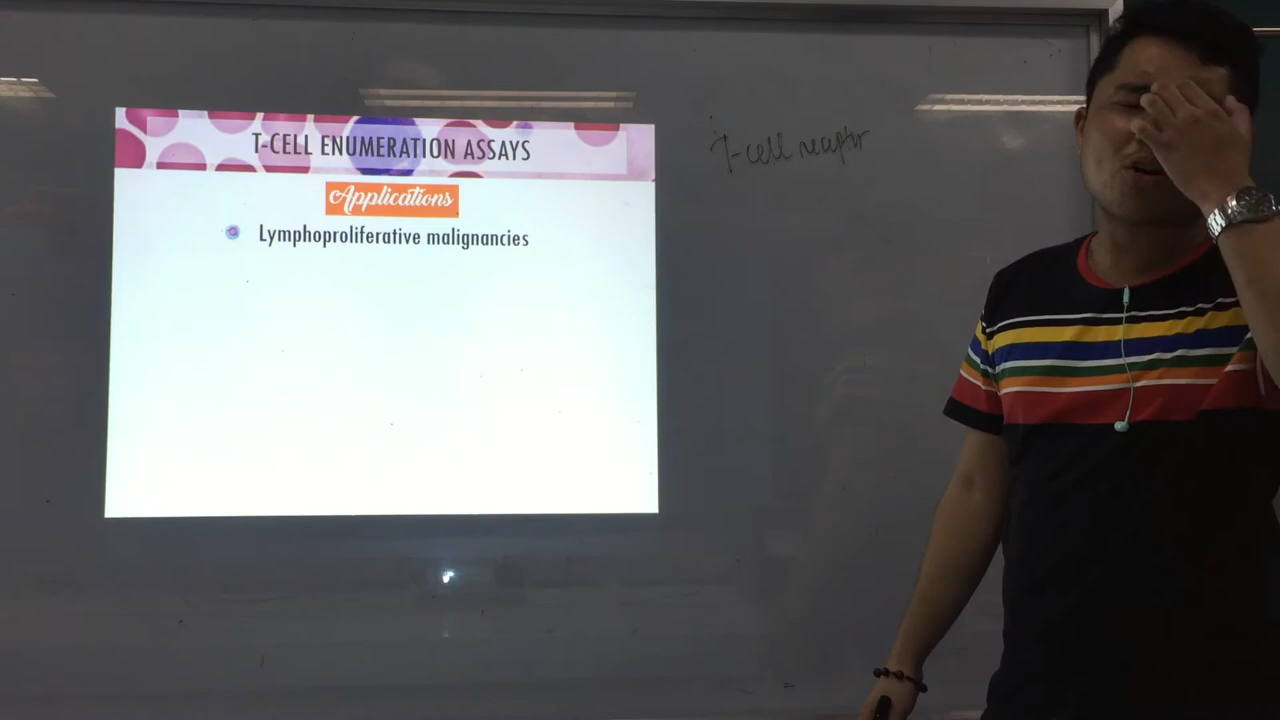 T-CELL ENUMERATION ASSAYS
Applications
Lymphoproliferative malignancies
T-cell receptor